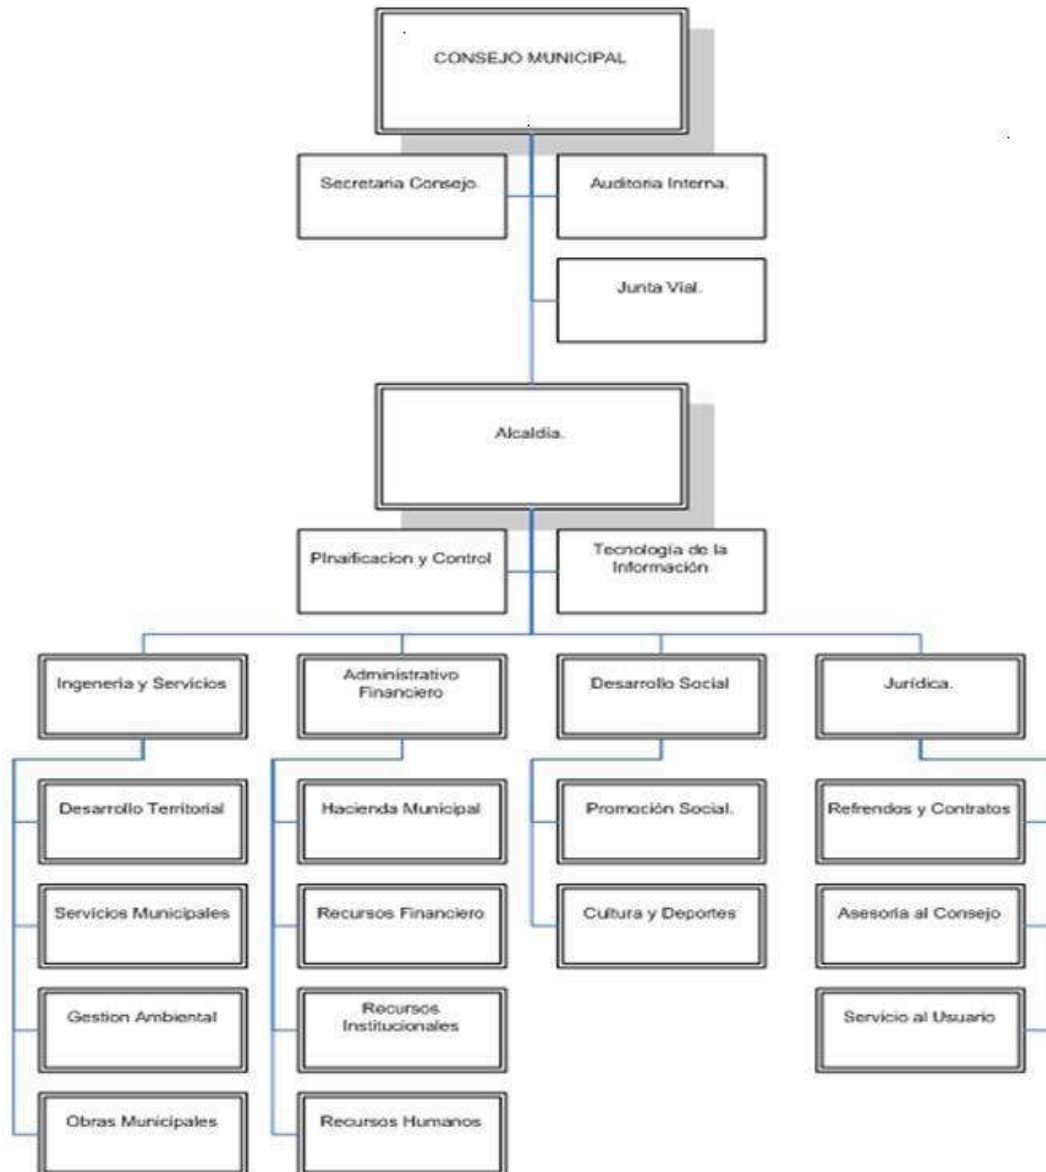 CONSEJO MUNICIPAL
Secretaria Consejo.
Auditoria Interna.
Junta Vial.
Alcaldía.
Plnaificacion y Control
Tecnología de la
Información
Ingeneria y Servicios
Administrativo
Financiero
Desarrollo Social
Jurídica.
Desarrollo Territorial
Hacienda Municipal
Promoción Social.
Refrendos y Contratos
Servicios Municipales
Recursos Financiero
Cultura y Deportes
Asesoría al Consejo
Gestion Ambiental
Recursos
Institucionales
Servicio al Usuario
Obras Municipales
Recursos Humanos